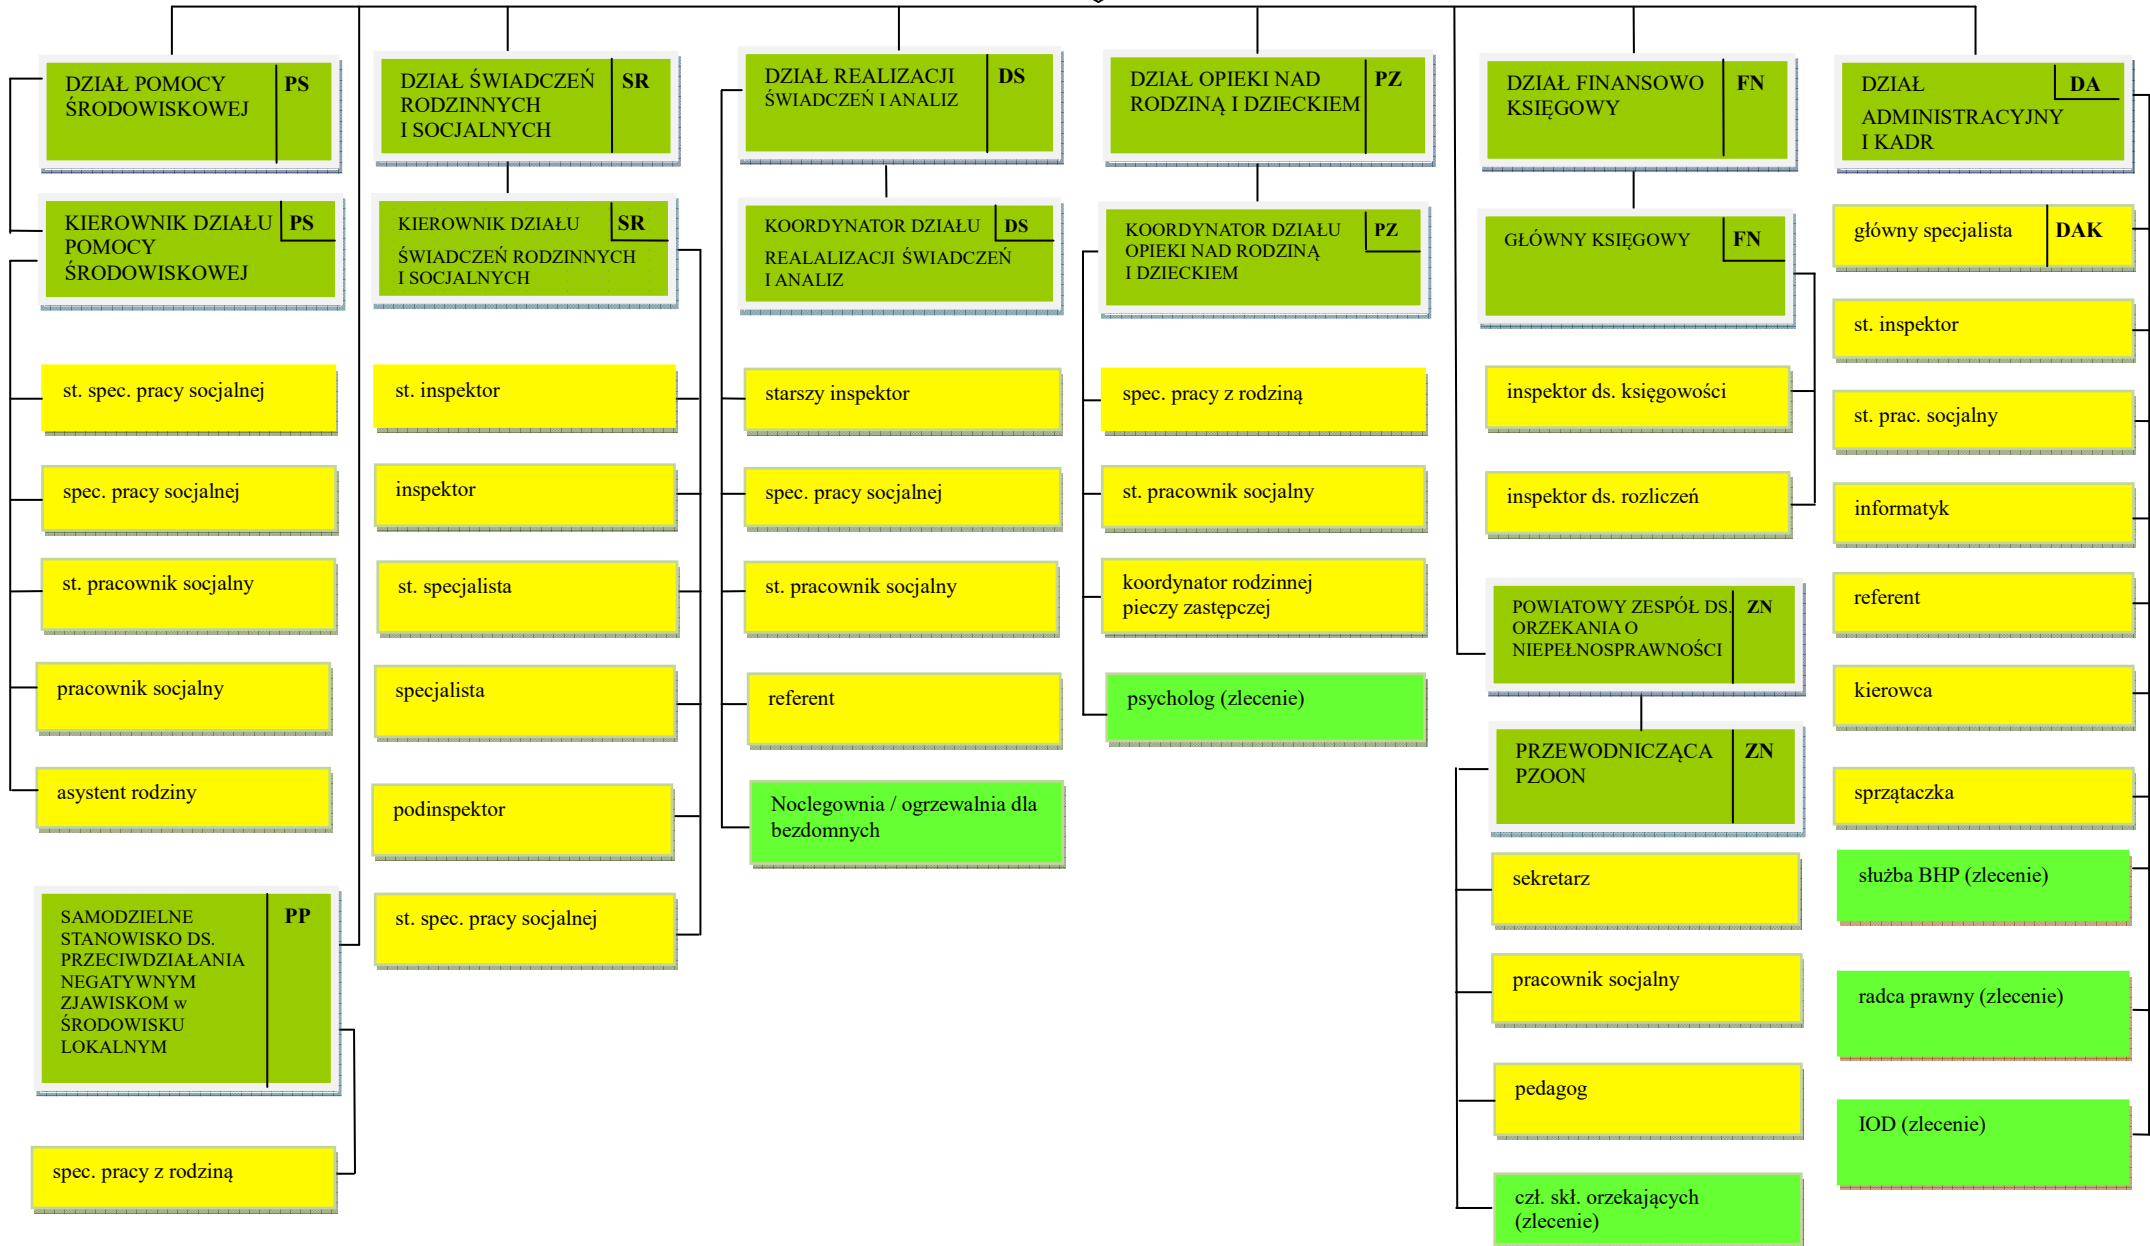 DZIAŁ POMOCY
ŚRODOWISKOWEJ
PS
KIEROWNIK DZIAŁU
POMOCY
ŚRODOWISKOWEJ
PS
st. spec. pracy socjalnej
spec. pracy socjalnej
st. pracownik socjalny
pracownik socjalny
asystent rodziny
SAMODZIELNE
STANOWISKO DS.
PRZECIWDZIAŁANIA
NEGATYWNYM
ZJAWISKOM w
ŚRODOWISKU
LOKALNYM
PP
spec. pracy z rodziną
DZIAŁ ŚWIADCZEŃ
RODZINNYCH
I SOCJALNYCH
SR
KIEROWNIK DZIAŁU
ŚWIADCZEŃ RODZINNYCH
I SOCJALNYCH
SR
st. inspektor
inspektor
st. specjalista
specjalista
podinspektor
st. spec. pracy socjalnej
DZIAŁ REALIZACJI
ŚWIADCZEŃ I ANALIZ
DS
KOORDYNATOR DZIAŁU
REALALIZACJI ŚWIADCZEŃ
I ANALIZ
DS
starszy inspektor
spec. pracy socjalnej
st. pracownik socjalny
referent
Noclegownia / ogrzewalnia dla
bezdomnych
DZIAŁ OPIEKI NAD
RODZINĄ I DZIECKIEM
PZ
KOORDYNATOR DZIAŁU
OPIEKI NAD RODZINĄ
I DZIECKIEM
PZ
spec. pracy z rodziną
st. pracownik socjalny
koordynator rodzinnej
pieczy zastępczej
psycholog (zlecenie)
DZIAŁ FINANSOWO
KSIĘGOWY
FN
GŁÓWNY KSIĘGOWY
FN
inspektor ds. księgowości
inspektor ds. rozliczeń
POWIATOWY ZESPÓŁ DS.
ORZEKANIA O
NIEPEŁNOSPRAWNOŚCI
ZN
PRZEWODNICZĄCA
PZOON
ZN
sekretarz
pracownik socjalny
pedagog
czł. skł. orzekających
(zlecenie)
DZIAŁ
ADMINISTRACYJNY
I KADR
DA
główny specjalista
DAK
st. inspektor
st. prac. socjalny
informatyk
referent
kierowca
sprzątaczka
służba BHP (zlecenie)
radca prawny (zlecenie)
IOD (zlecenie)